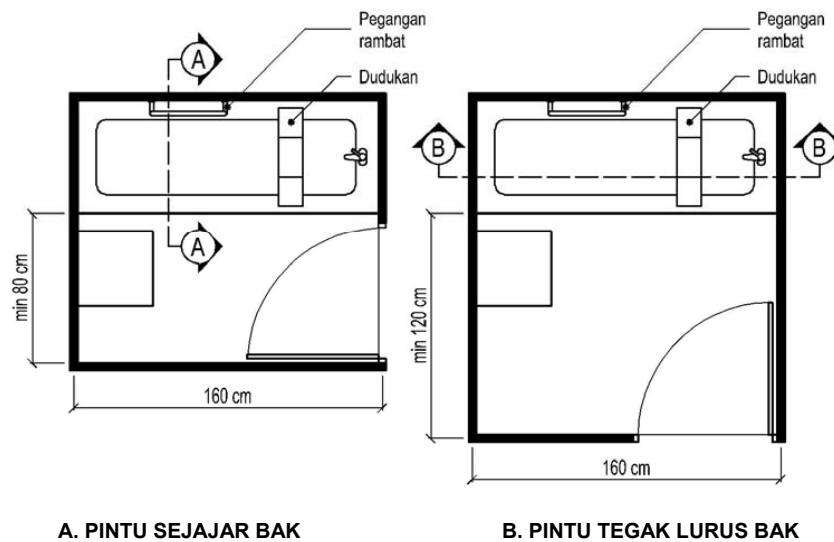 Pegangan
rambat
Dudukan
A
A
min 80 cm
160 cm
Pegangan
rambat
Dudukan
B
B
min 120 cm
160 cm
A. PINTU SEJAJAR BAK
B. PINTU TEGAK LURUS BAK